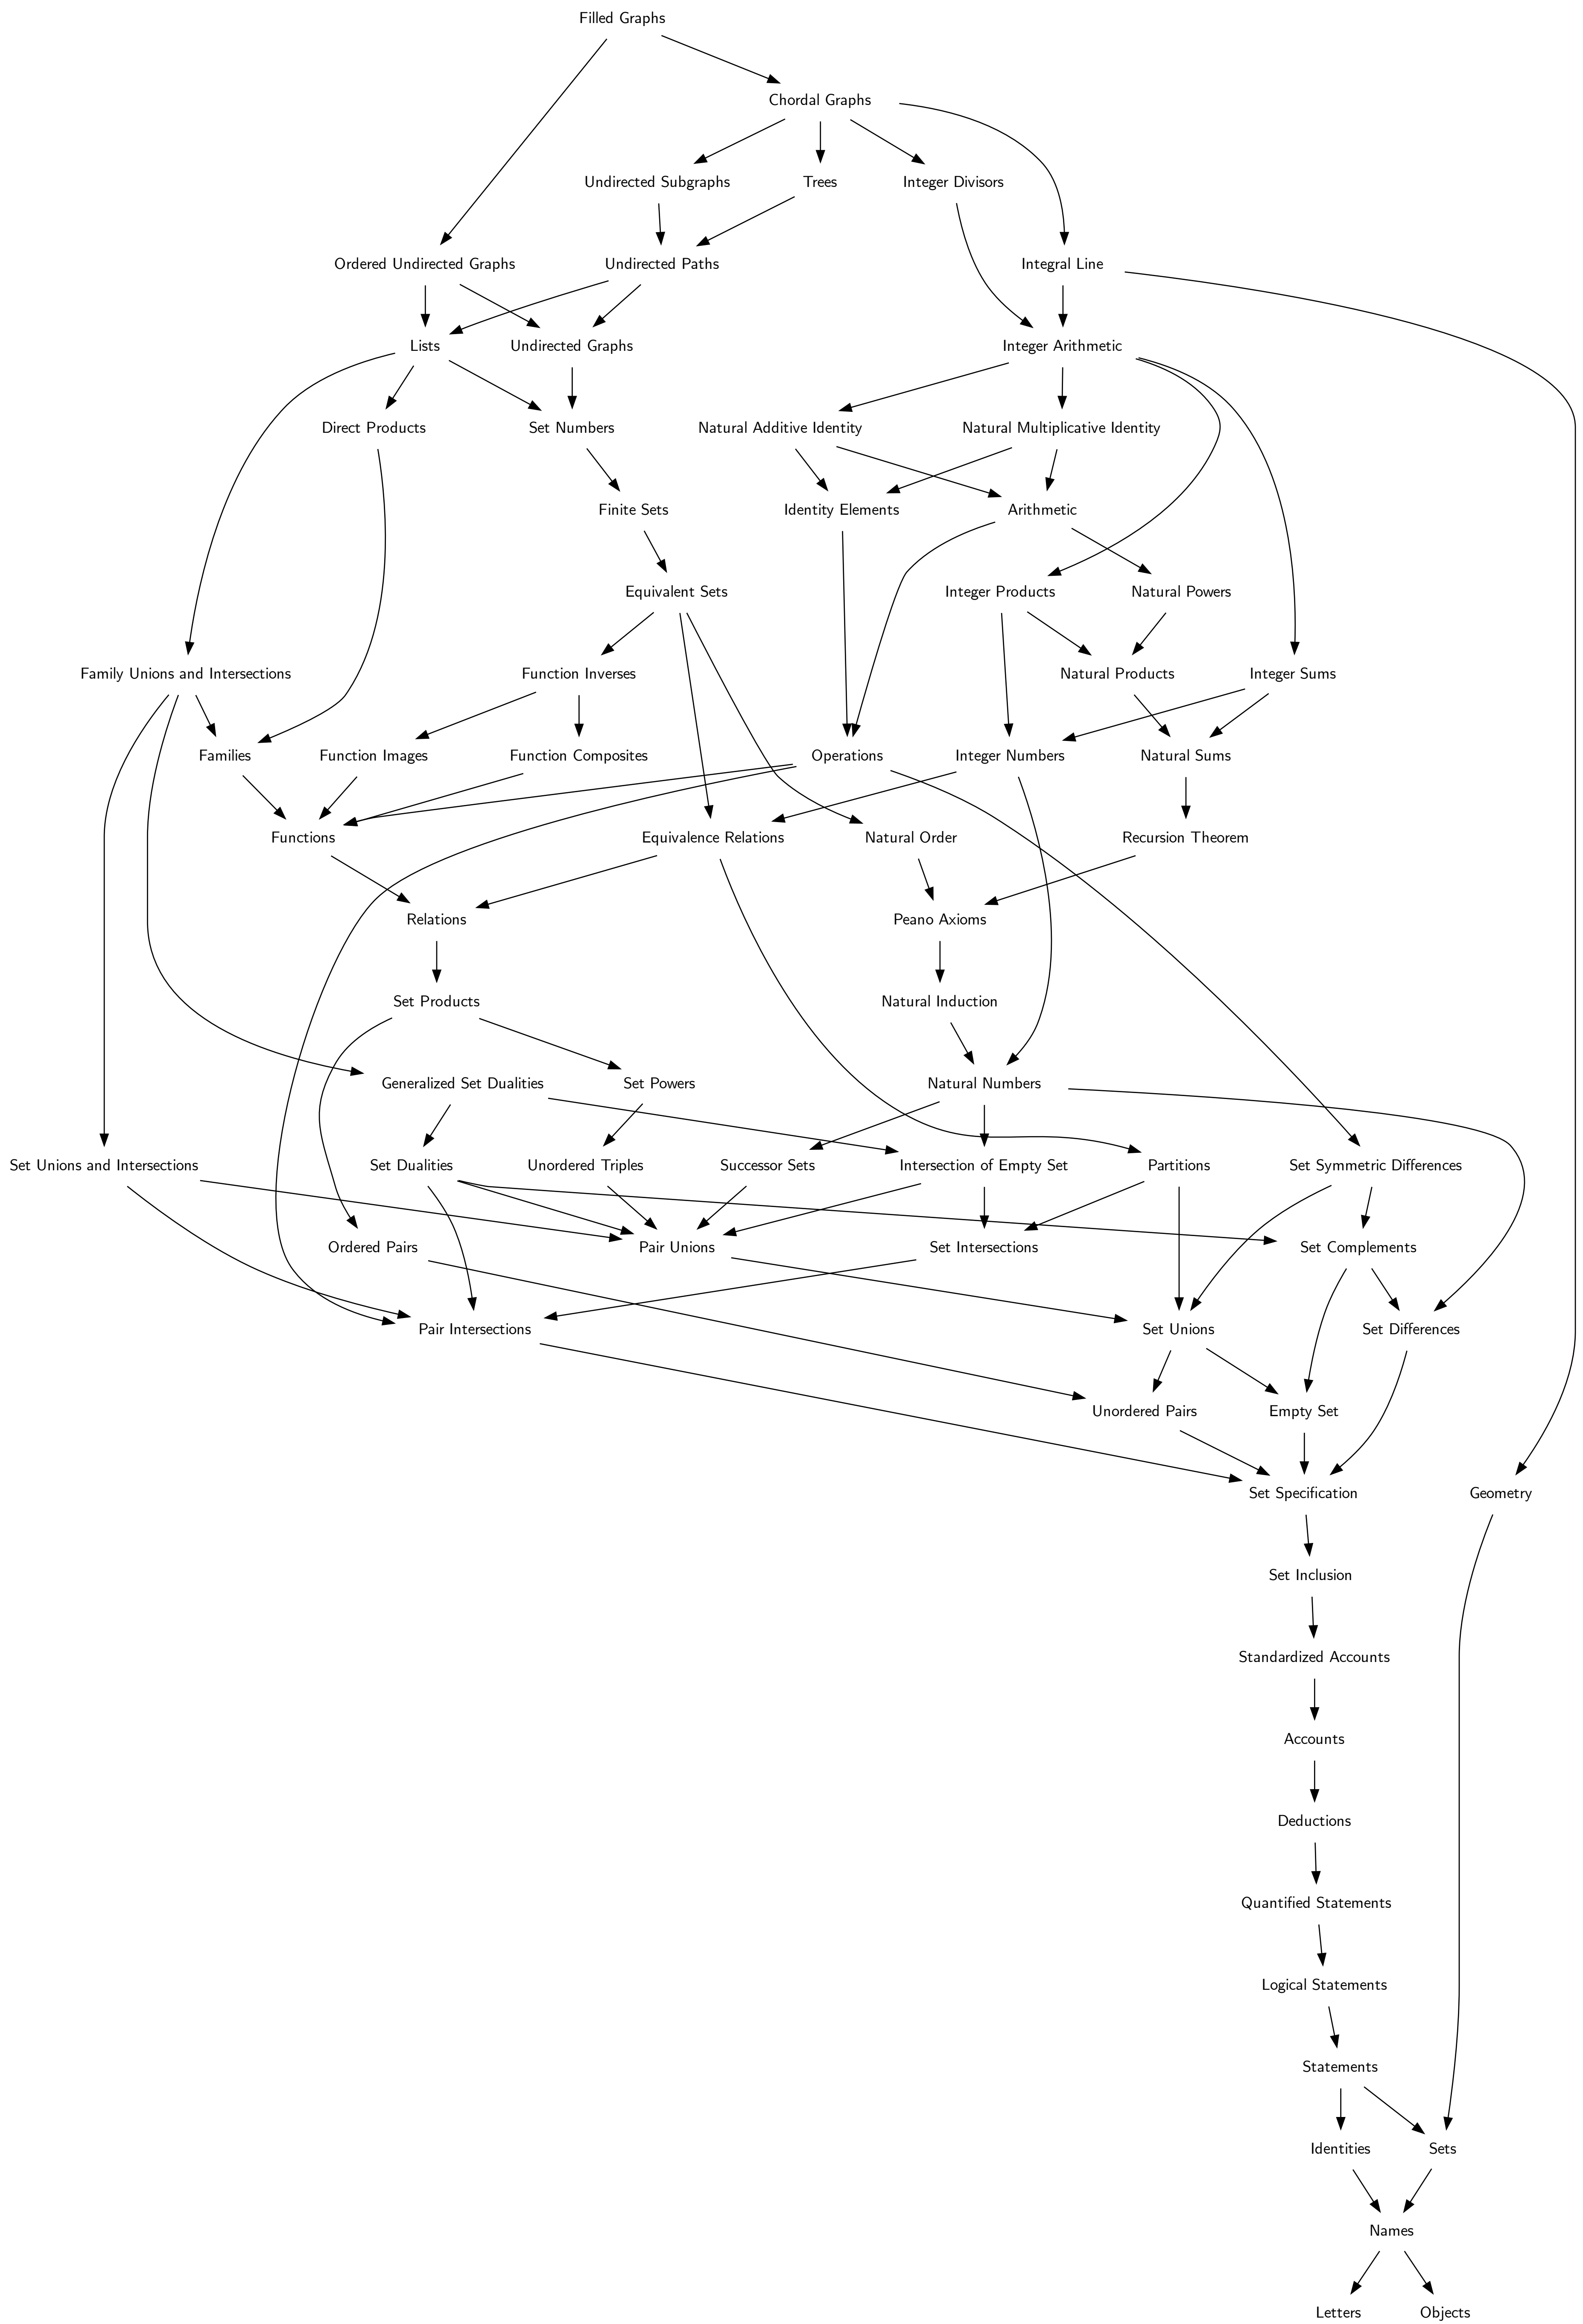 Filled Graphs
Chordal Graphs
Undirected Subgraphs
Trees
Integer Divisors
Ordered Undirected Graphs
Undirected Paths
Integral Line
Lists
Undirected Graphs
Integer Arithmetic
Direct Products
Set Numbers
Natural Additive Identity
Natural Multiplicative Identity
Finite Sets
Identity Elements
Arithmetic
Equivalent Sets
Integer Products
Natural Powers
Family Unions and Intersections
Function Inverses
Natural Products
Integer Sums
Families
Function Images
Function Composites
Operations
Integer Numbers
Natural Sums
Functions
Equivalence Relations
Natural Order
Recursion Theorem
Relations
Peano Axioms
Set Products
Natural Induction
Generalized Set Dualities
Set Powers
Natural Numbers
Set Unions and Intersections
Set Dualities
Unordered Triples
Successor Sets
Intersection of Empty Set
Partitions
Set Symmetric Differences
Ordered Pairs
Pair Unions
Set Intersections
Set Complements
Pair Intersections
Set Unions
Set Differences
Unordered Pairs
Empty Set
Set Specification
Geometry
Set Inclusion
Standardized Accounts
Accounts
Deductions
Quantified Statements
Logical Statements
Statements
Identities
Sets
Names
Letters
Objects